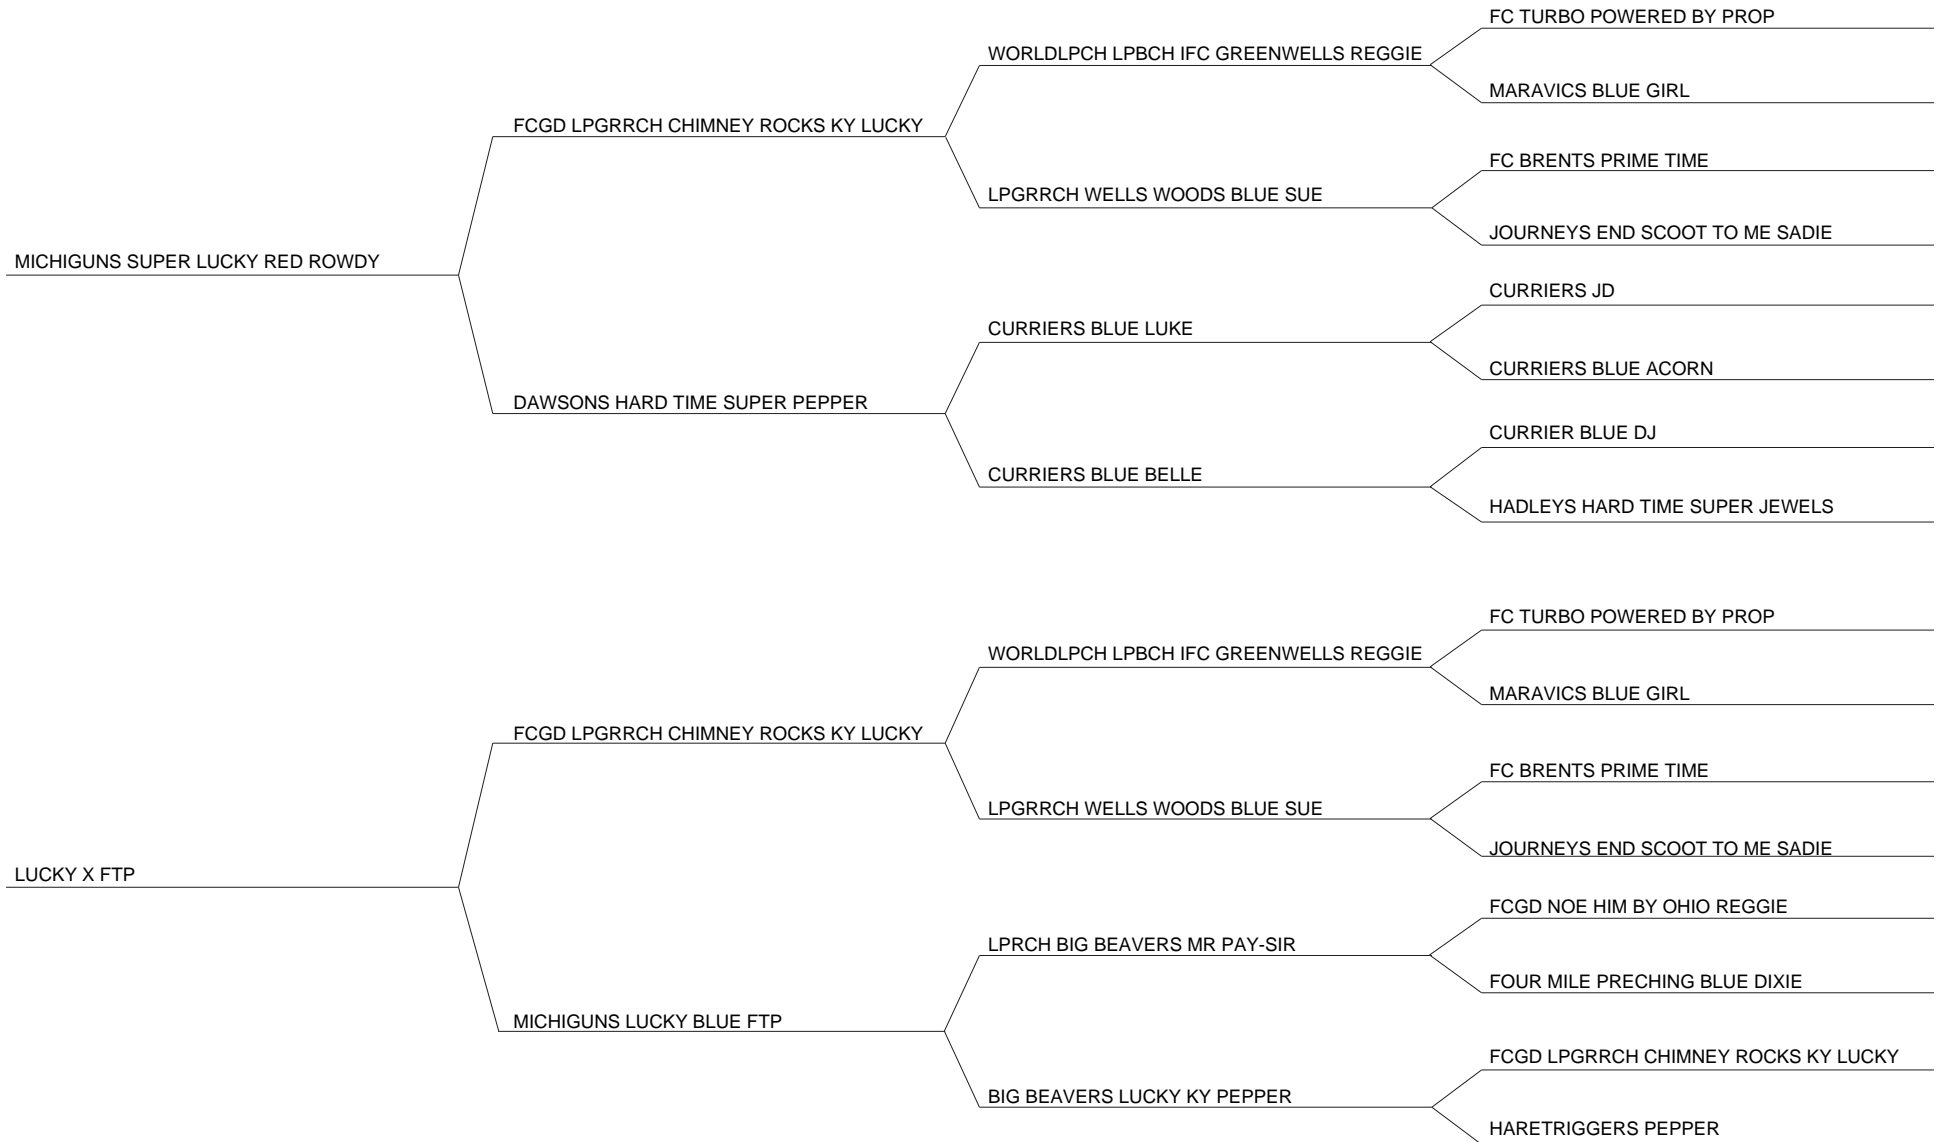 FC TURBO POWERED BY PROP
WORLDLPCH LPBCH IFC GREENWELLS REGGIE
MARAVICS BLUE GIRL
FCGD LPGRRCH CHIMNEY ROCKS KY LUCKY
FC BRENTS PRIME TIME
LPGRRCH WELLS WOODS BLUE SUE
JOURNEYS END SCOOT TO ME SADIE
MICHIGUNS SUPER LUCKY RED ROWDY
CURRIERS JD
CURRIERS BLUE LUKE
CURRIERS BLUE ACORN
DAWSONS HARD TIME SUPER PEPPER
CURRIER BLUE DJ
CURRIERS BLUE BELLE
HADLEYS HARD TIME SUPER JEWELS
FC TURBO POWERED BY PROP
WORLDLPCH LPBCH IFC GREENWELLS REGGIE
MARAVICS BLUE GIRL
FCGD LPGRRCH CHIMNEY ROCKS KY LUCKY
FC BRENTS PRIME TIME
LPGRRCH WELLS WOODS BLUE SUE
JOURNEYS END SCOOT TO ME SADIE
LUCKY X FTP
FCGD NOE HIM BY OHIO REGGIE
LPRCH BIG BEAVERS MR PAY-SIR
FOUR MILE PRECHING BLUE DIXIE
MICHIGUNS LUCKY BLUE FTP
FCGD LPGRRCH CHIMNEY ROCKS KY LUCKY
BIG BEAVERS LUCKY KY PEPPER
HARETRIGGERS PEPPER